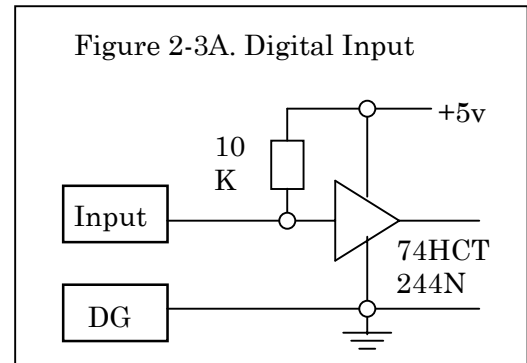 Figure 2-3A. Digital Input
+5v
10
K
Input
74HCT
244N
DG